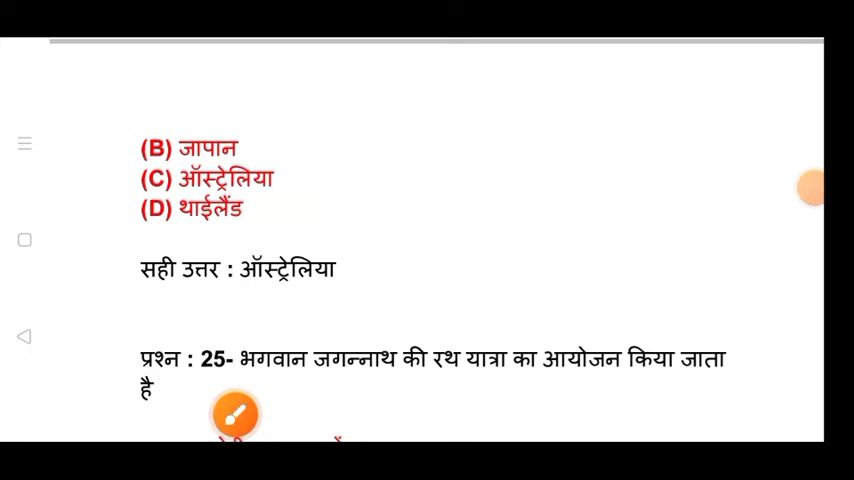 (B) जापान
(C) ऑस्ट्रेलिया
(D) थाईलैंड
सही उत्तर : ऑस्ट्रेलिया
प्रश्न : 25- भगवान जगन्नाथ की रथ यात्रा का आयोजन किया जाता
है